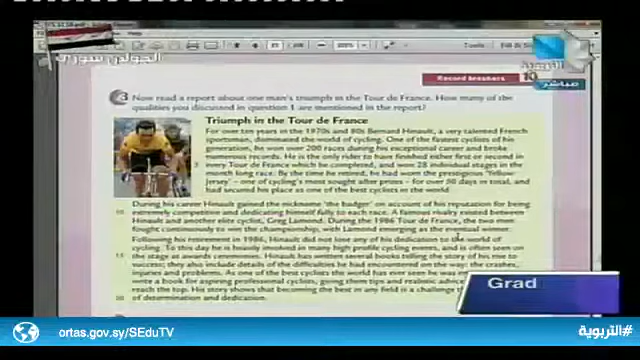 الجولان سوري
التربوية
مباشر
Tools
Record breakers
10
3 Now read a report about one man's triumph in the Tour de France. How many of the
qualities you discussed in question 1 are mentioned in the report?
Triumph in the Tour de France
For over ten years in the 1970s and 80s Bernard Hinault, a very talented French
sportsman, dominated the world of cycling. One of the fastest cyclists of his
generation, he won over 200 races during his exceptional career and broke
numerous records. He is the only rider to have finished either first or second in
5 every Tour de France which he completed, and won 28 individual stages in the
month long race. By the time he retired, he had worn the prestigious 'Yellow
Jersey' – one of cycling's most sought after prizes – for over 50 days in total, and
had secured his place as one of the best cyclists in the world.
During his career Hinault gained the nickname 'the badger' on account of his reputation for being
10 extremely competitive and dedicating himself fully to each race. A famous rivalry existed between
Hinault and another elite cyclist, Greg Lamond. During the 1986 Tour de France, the two men
fought continuously to win the championship, with Lamond emerging as the eventual winner.
Following his retirement in 1986, Hinault did not lose any of his dedication to the world of
cycling. To this day he is heavily involved in many high profile cycling events, and is often seen on
15 the stage as awards ceremonies. Hinault has written several books telling the story of his rise to
success; they also include details of the difficulties he had encountered on the way: the crashes,
injuries and problems. As one of the best cyclists the world has ever seen he was
write a book for aspiring professional cyclists, giving them tips and realistic advice
reach the top. His story shows that becoming the best in any field is a challenge
20 of determination and dedication.
Grad
ortas.gov.sy/SEduTV
#التربوية